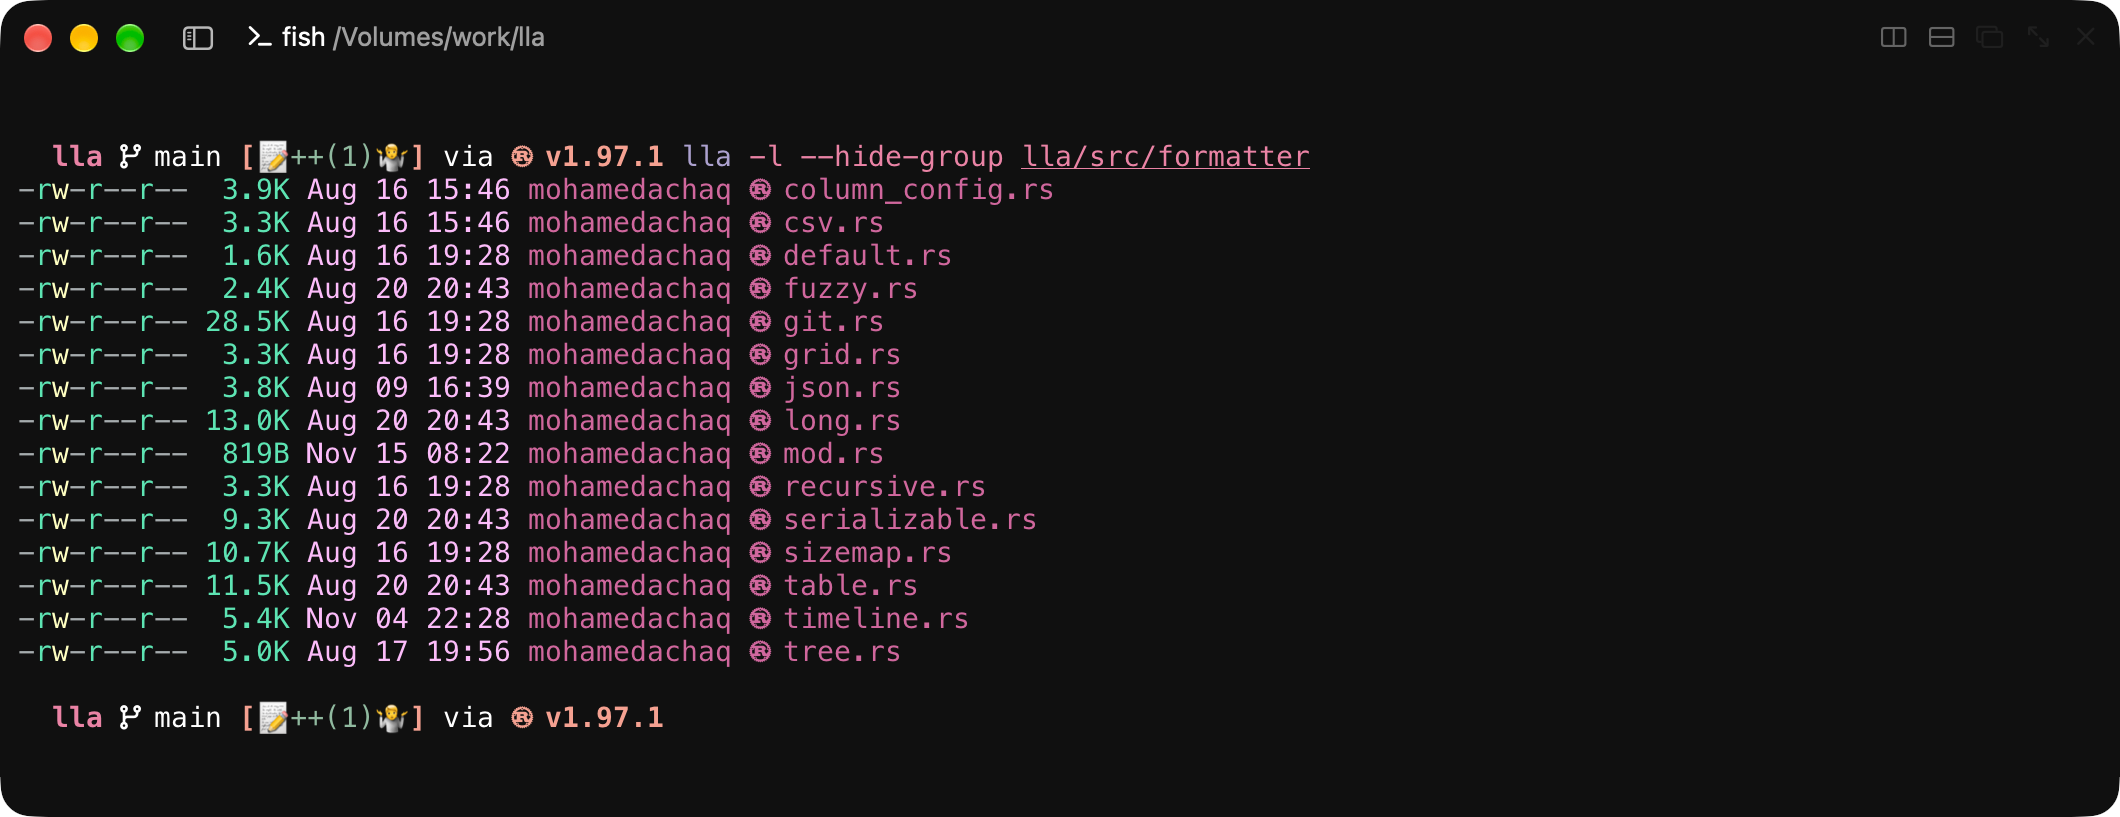 fish /Volumes/work/lla
lla main [📝++(1)🤷] via v1.97.1 lla -l --hide-group lla/src/formatter
-rw-r--r-- 3.9K Aug 16 15:46 mohamedachaq column_config.rs
-rw-r--r-- 3.3K Aug 16 15:46 mohamedachaq csv.rs
-rw-r--r-- 1.6K Aug 16 19:28 mohamedachaq default.rs
-rw-r--r-- 2.4K Aug 20 20:43 mohamedachaq fuzzy.rs
-rw-r--r-- 28.5K Aug 16 19:28 mohamedachaq git.rs
-rw-r--r-- 3.3K Aug 16 19:28 mohamedachaq grid.rs
-rw-r--r-- 3.8K Aug 09 16:39 mohamedachaq json.rs
-rw-r--r-- 13.0K Aug 20 20:43 mohamedachaq long.rs
-rw-r--r-- 819B Nov 15 08:22 mohamedachaq mod.rs
-rw-r--r-- 3.3K Aug 16 19:28 mohamedachaq recursive.rs
-rw-r--r-- 9.3K Aug 20 20:43 mohamedachaq serializable.rs
-rw-r--r-- 10.7K Aug 16 19:28 mohamedachaq sizemap.rs
-rw-r--r-- 11.5K Aug 20 20:43 mohamedachaq table.rs
-rw-r--r-- 5.4K Nov 04 22:28 mohamedachaq timeline.rs
-rw-r--r-- 5.0K Aug 17 19:56 mohamedachaq tree.rs
lla main [📝++(1)🤷] via v1.97.1